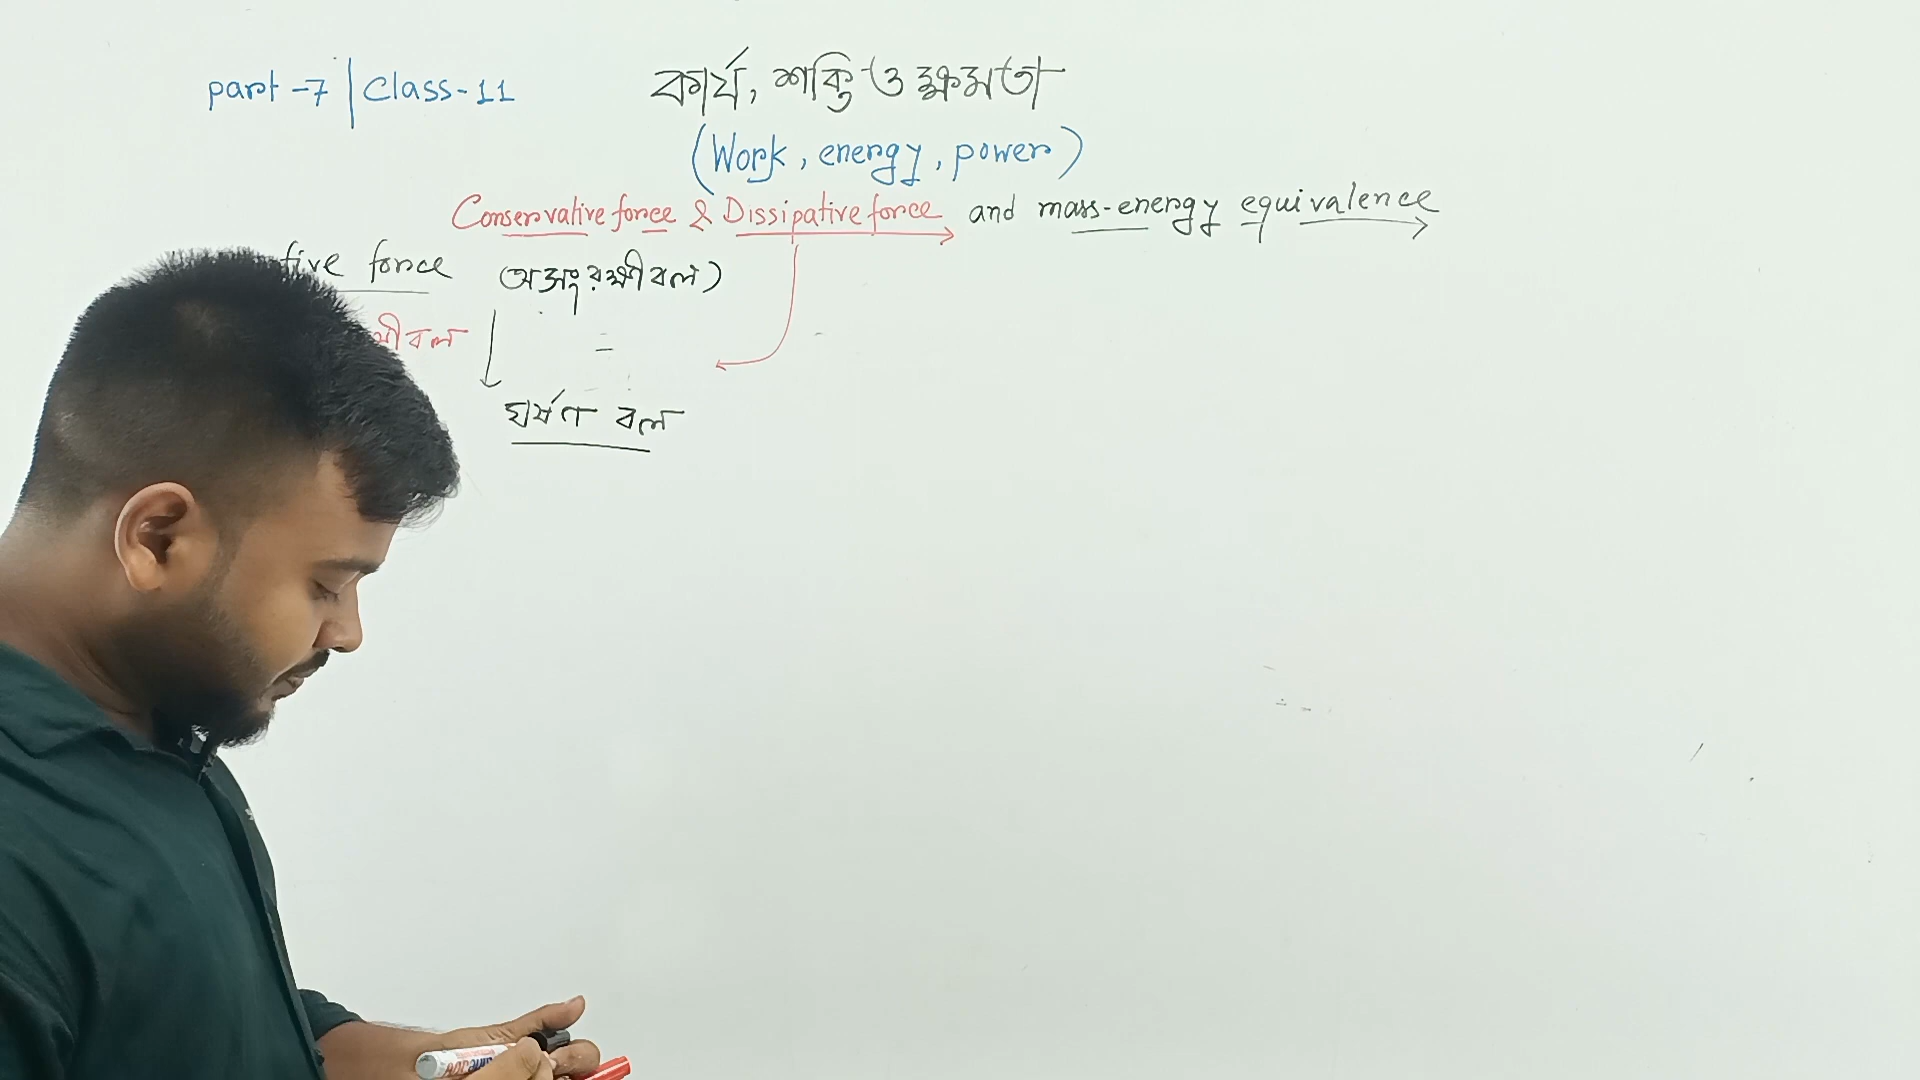 part-7 | Class-11
কার্য, শক্তি ও ক্ষমতা
(Work, energy, power)
Conservative force & Dissipative force and mass-energy equivalence
force (অসংরক্ষী বল)
বল
ঘর্ষণ বল